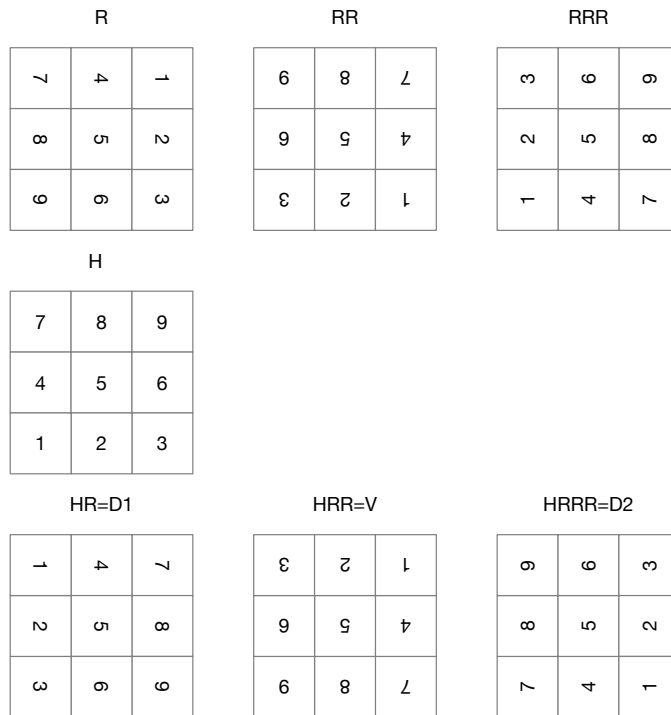 R RR RRR
7 4 1 9 8 7 3 6 9
8 5 2 6 5 4 2 5 8
9 6 3 3 2 1 1 4 7
H
7 8 9
4 5 6
1 2 3
HR=D1 HRR=V HRRR=D2
1 4 7 3 2 1 9 6 3
2 5 8 6 5 4 8 5 2
3 6 9 9 8 7 7 4 1